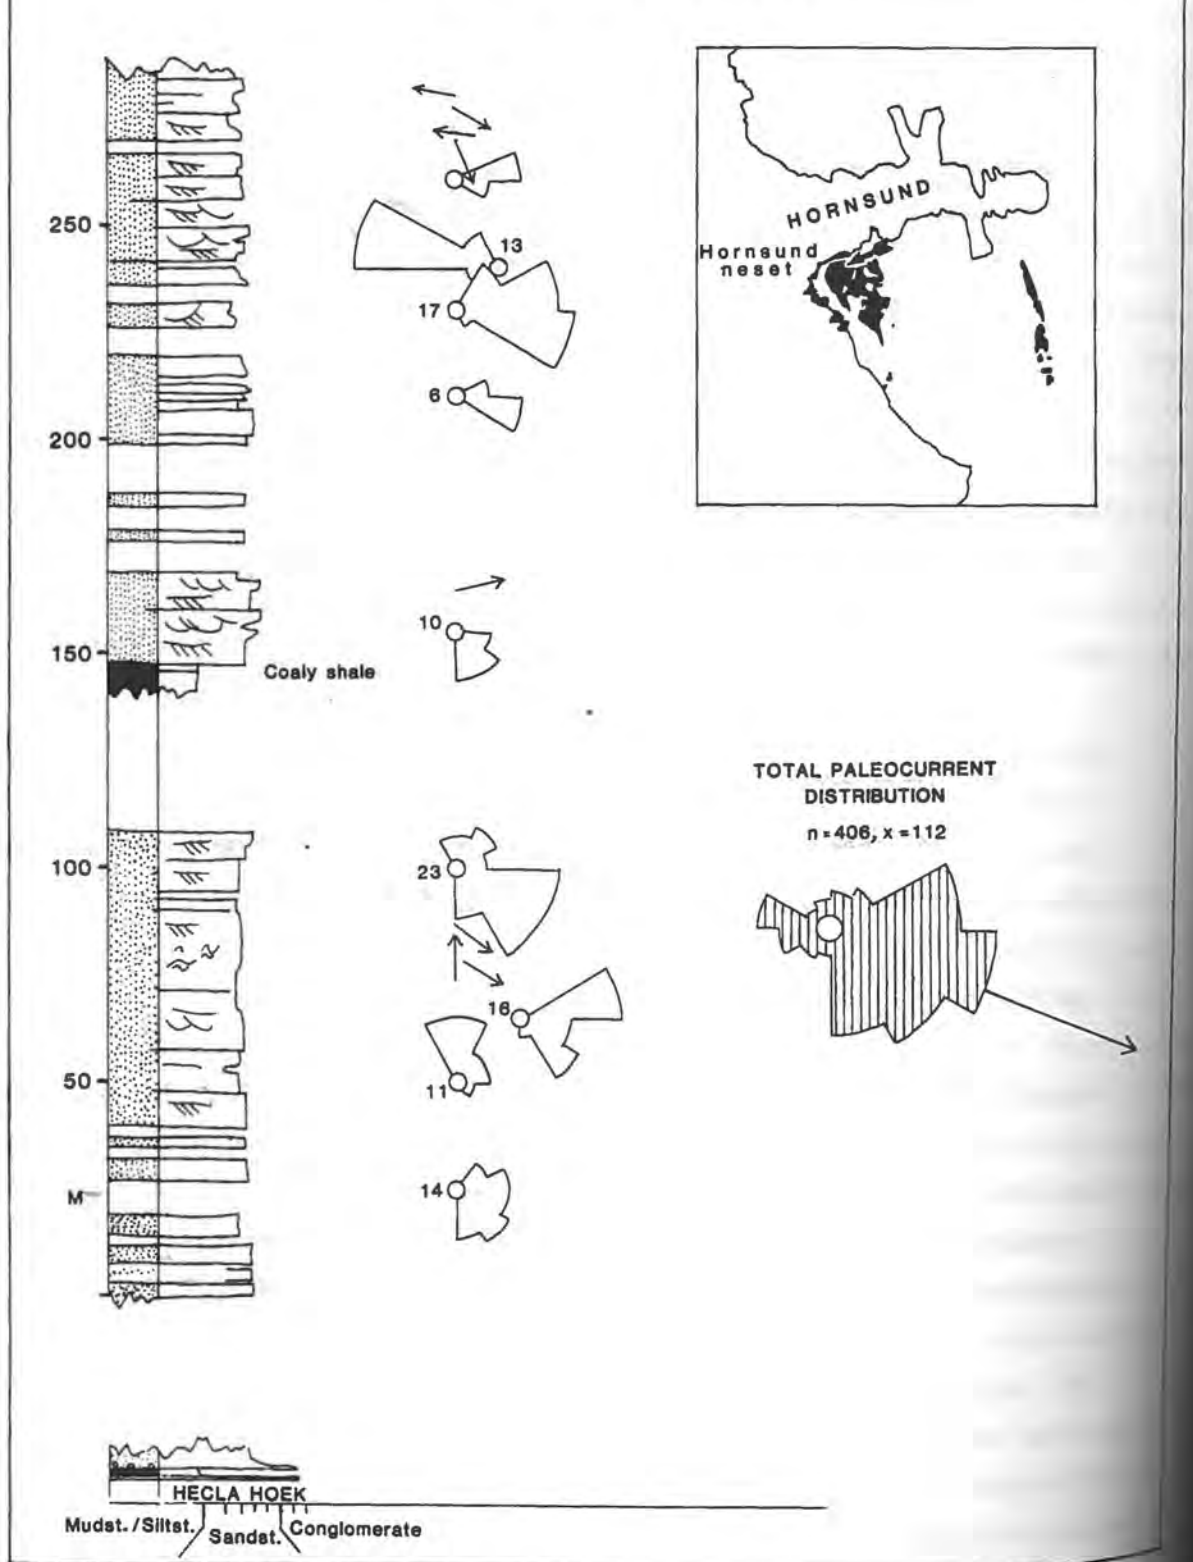 HORNSUND
Hornsund
neset
250
13
17
6
200
10
150
Coaly shale
TOTAL PALEOCURRENT
DISTRIBUTION
n=406, x=112
100
23
16
50
11
M
14
HECLA HOEK
Mudst./Siltst.
Sandst.
Conglomerate